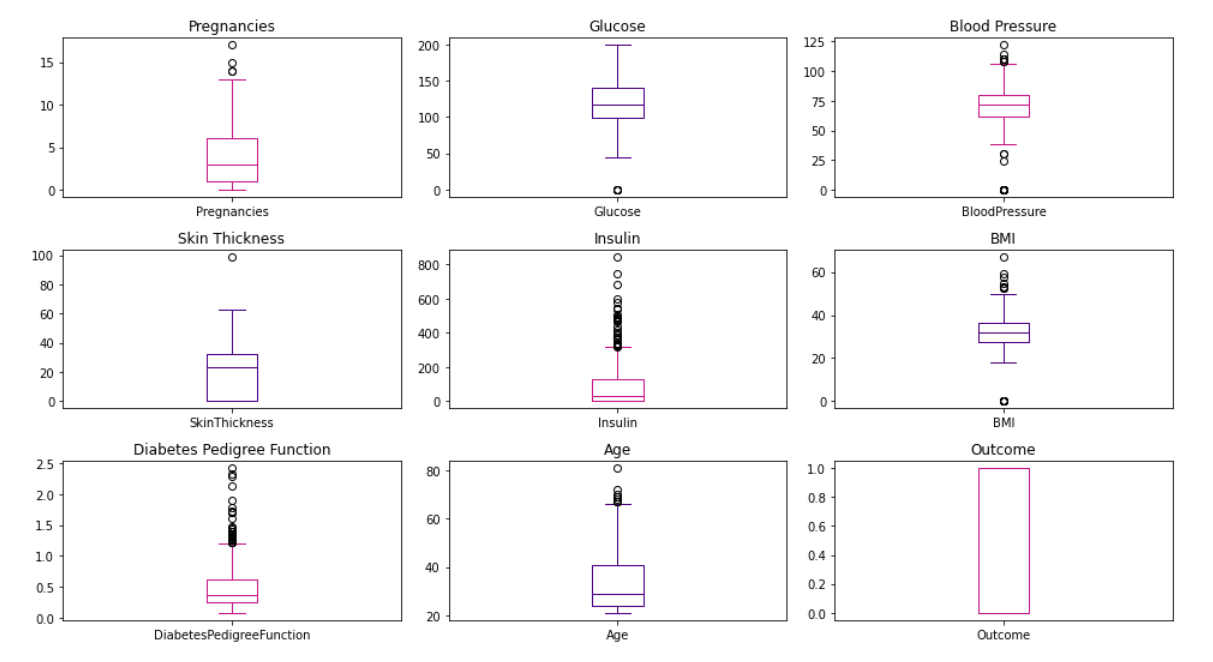 Pregnancies
15
10
5
0
Pregnancies
Glucose
200
150
100
50
0
Glucose
Blood Pressure
125
100
75
50
25
0
BloodPressure
Skin Thickness
100
80
60
40
20
0
SkinThickness
Insulin
800
600
400
200
0
Insulin
BMI
60
40
20
0
BMI
Diabetes Pedigree Function
2.5
2.0
1.5
1.0
0.5
0.0
DiabetesPedigreeFunction
Age
80
60
40
20
Age
Outcome
1.0
0.8
0.6
0.4
0.2
0.0
Outcome